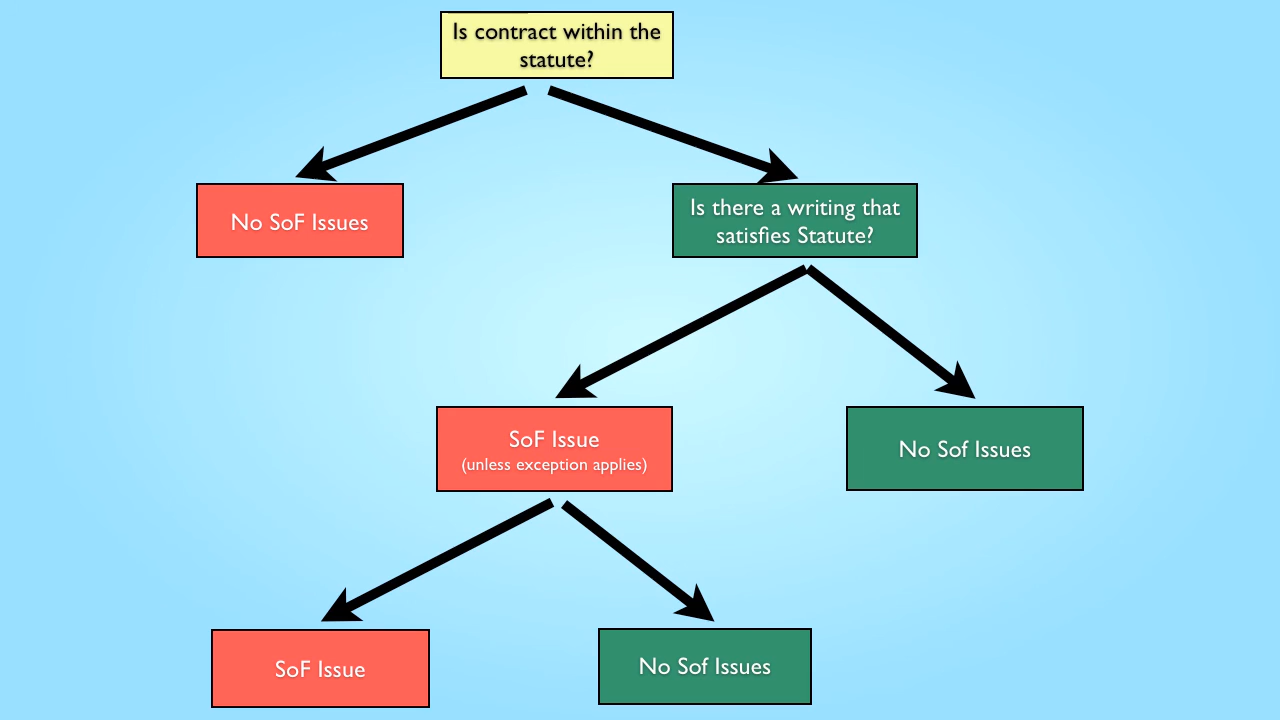 Is contract within the
statute?
No SoF Issues
Is there a writing that
satisfies Statute?
SoF Issue
(unless exception applies)
No Sof Issues
SoF Issue
No Sof Issues